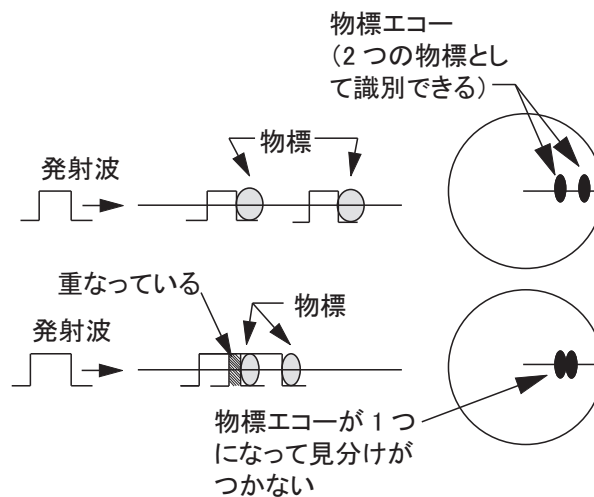 物標エコー
（2 つの物標とし
て識別できる）
物標
発射波
重なっている
物標
発射波
物標エコーが 1 つ
になって見分けが
つかない